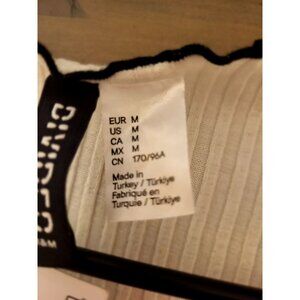 DIVIDED
H&M
EUR M
US M
CA M
MX M
CN 170/96A
Made in
Turkey / Türkiye
Fabriqué en
Turquie / Türkiye